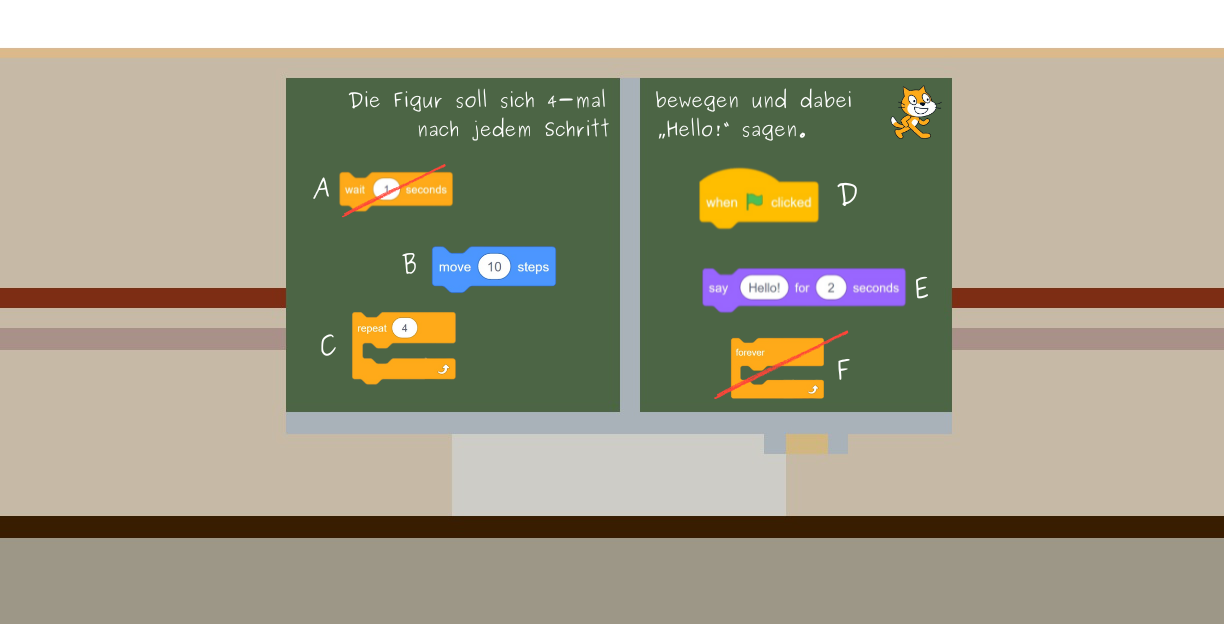 Die Figur soll sich 4-mal bewegen und dabei
nach jedem Schritt „Hello!“ sagen.
A
wait 1 seconds
B
move 10 steps
C
repeat 4
when clicked
D
say Hello! for 2 seconds
E
forever
F